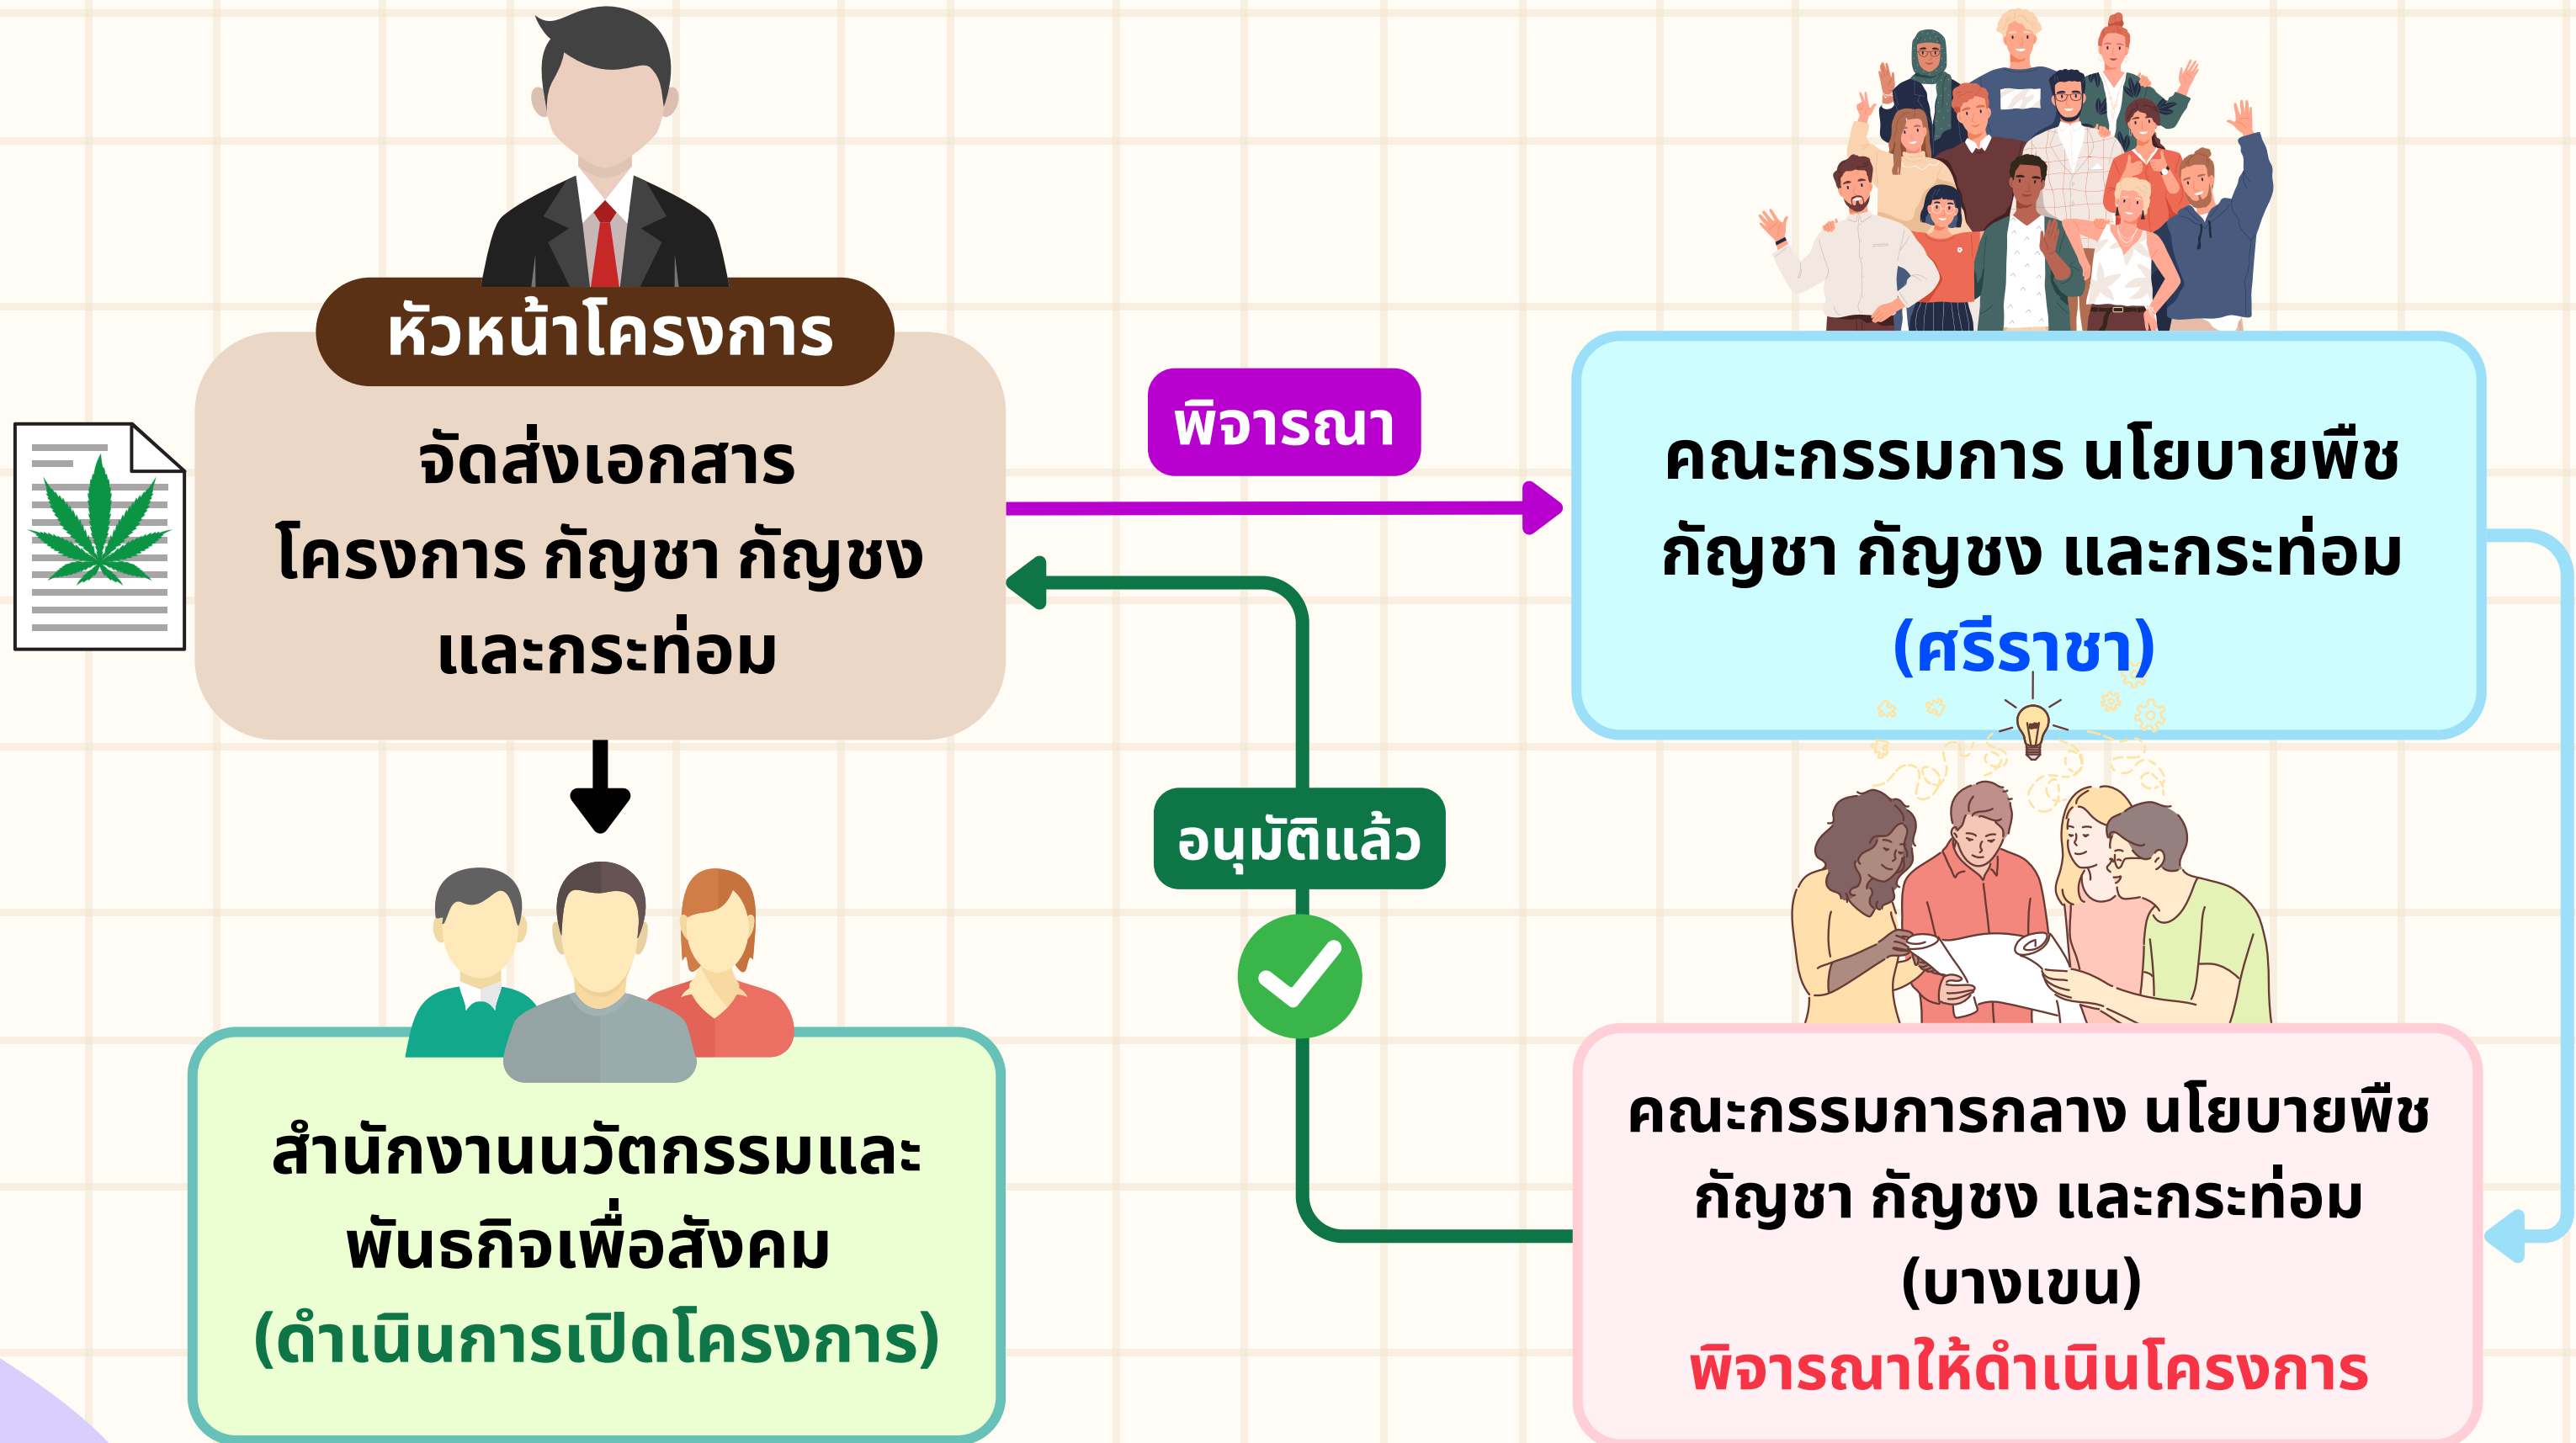 หัวหน้าโครงการ
จัดส่งเอกสาร
โครงการ กัญชา กัญชง
และกระท่อม
พิจารณา
คณะกรรมการ นโยบายพืช
กัญชา กัญชง และกระท่อม
(ศรีราชา)
อนุมัติแล้ว
คณะกรรมการกลาง นโยบายพืช
กัญชา กัญชง และกระท่อม
(บางเขน)
พิจารณาให้ดำเนินโครงการ
สำนักงานนวัตกรรมและ
พันธกิจเพื่อสังคม
(ดำเนินการเปิดโครงการ)